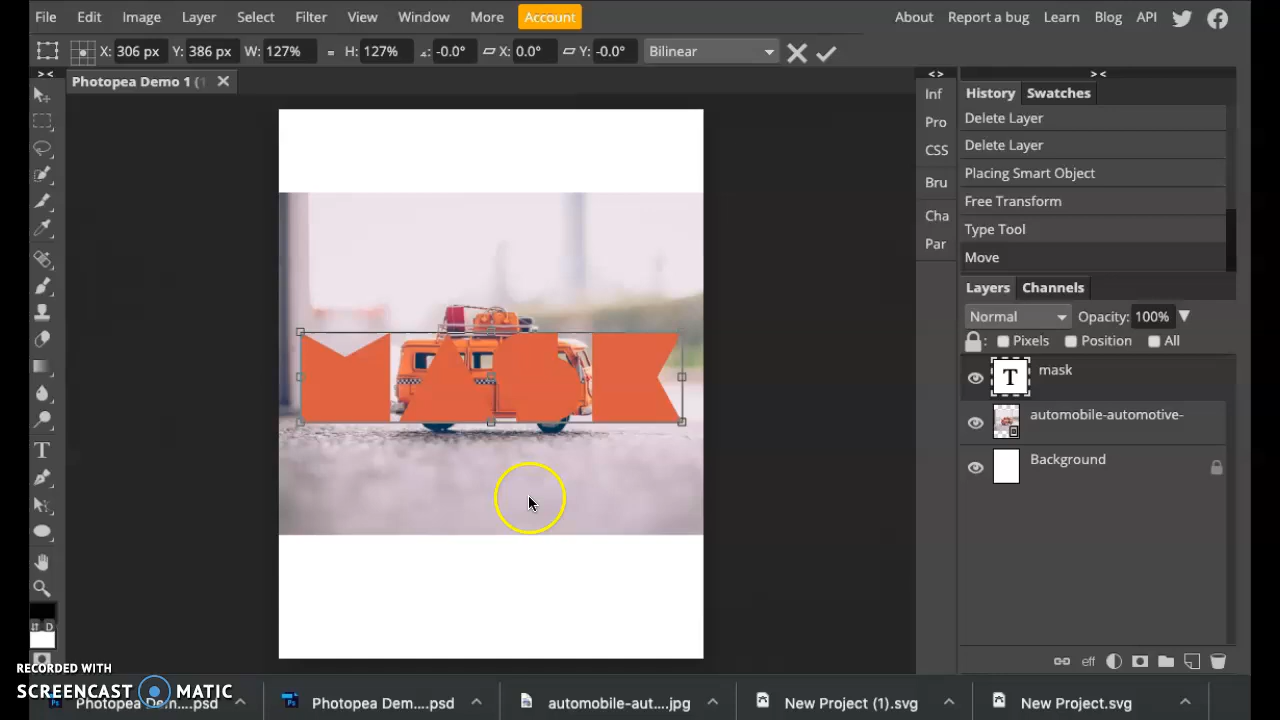 File Edit Image Layer Select Filter View Window More Account About Report a bug Learn Blog API
X: 306 px Y: 386 px W: 127% = H: 127% ⊿: -0.0° X: 0.0° Y: -0.0° Bilinear
> < < > > <
Photopea Demo 1 (
Inf
Pro
CSS
Bru
Cha
Par
History Swatches
Delete Layer
Delete Layer
Placing Smart Object
Free Transform
Type Tool
Move
Layers Channels
Normal Opacity: 100%
: Pixels Position All
T mask
automobile-automotive-
Background
MASK
T
D
eff
RECORDED WITH
SCREENCAST MATIC
Photopea Dem....psd Photopea Dem....psd automobile-aut....jpg New Project (1).svg New Project.svg